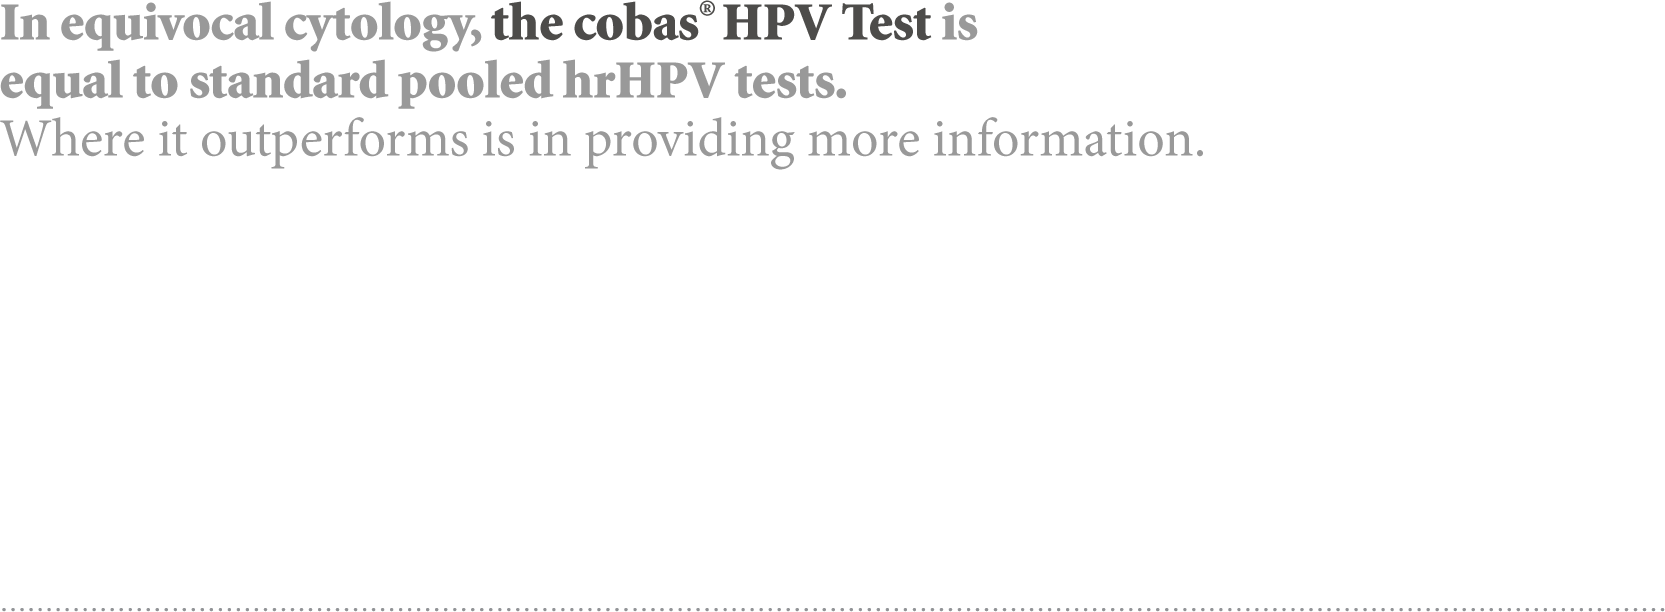 In equivocal cytology, the cobas® HPV Test is
equal to standard pooled hrHPV tests.
Where it outperforms is in providing more information.